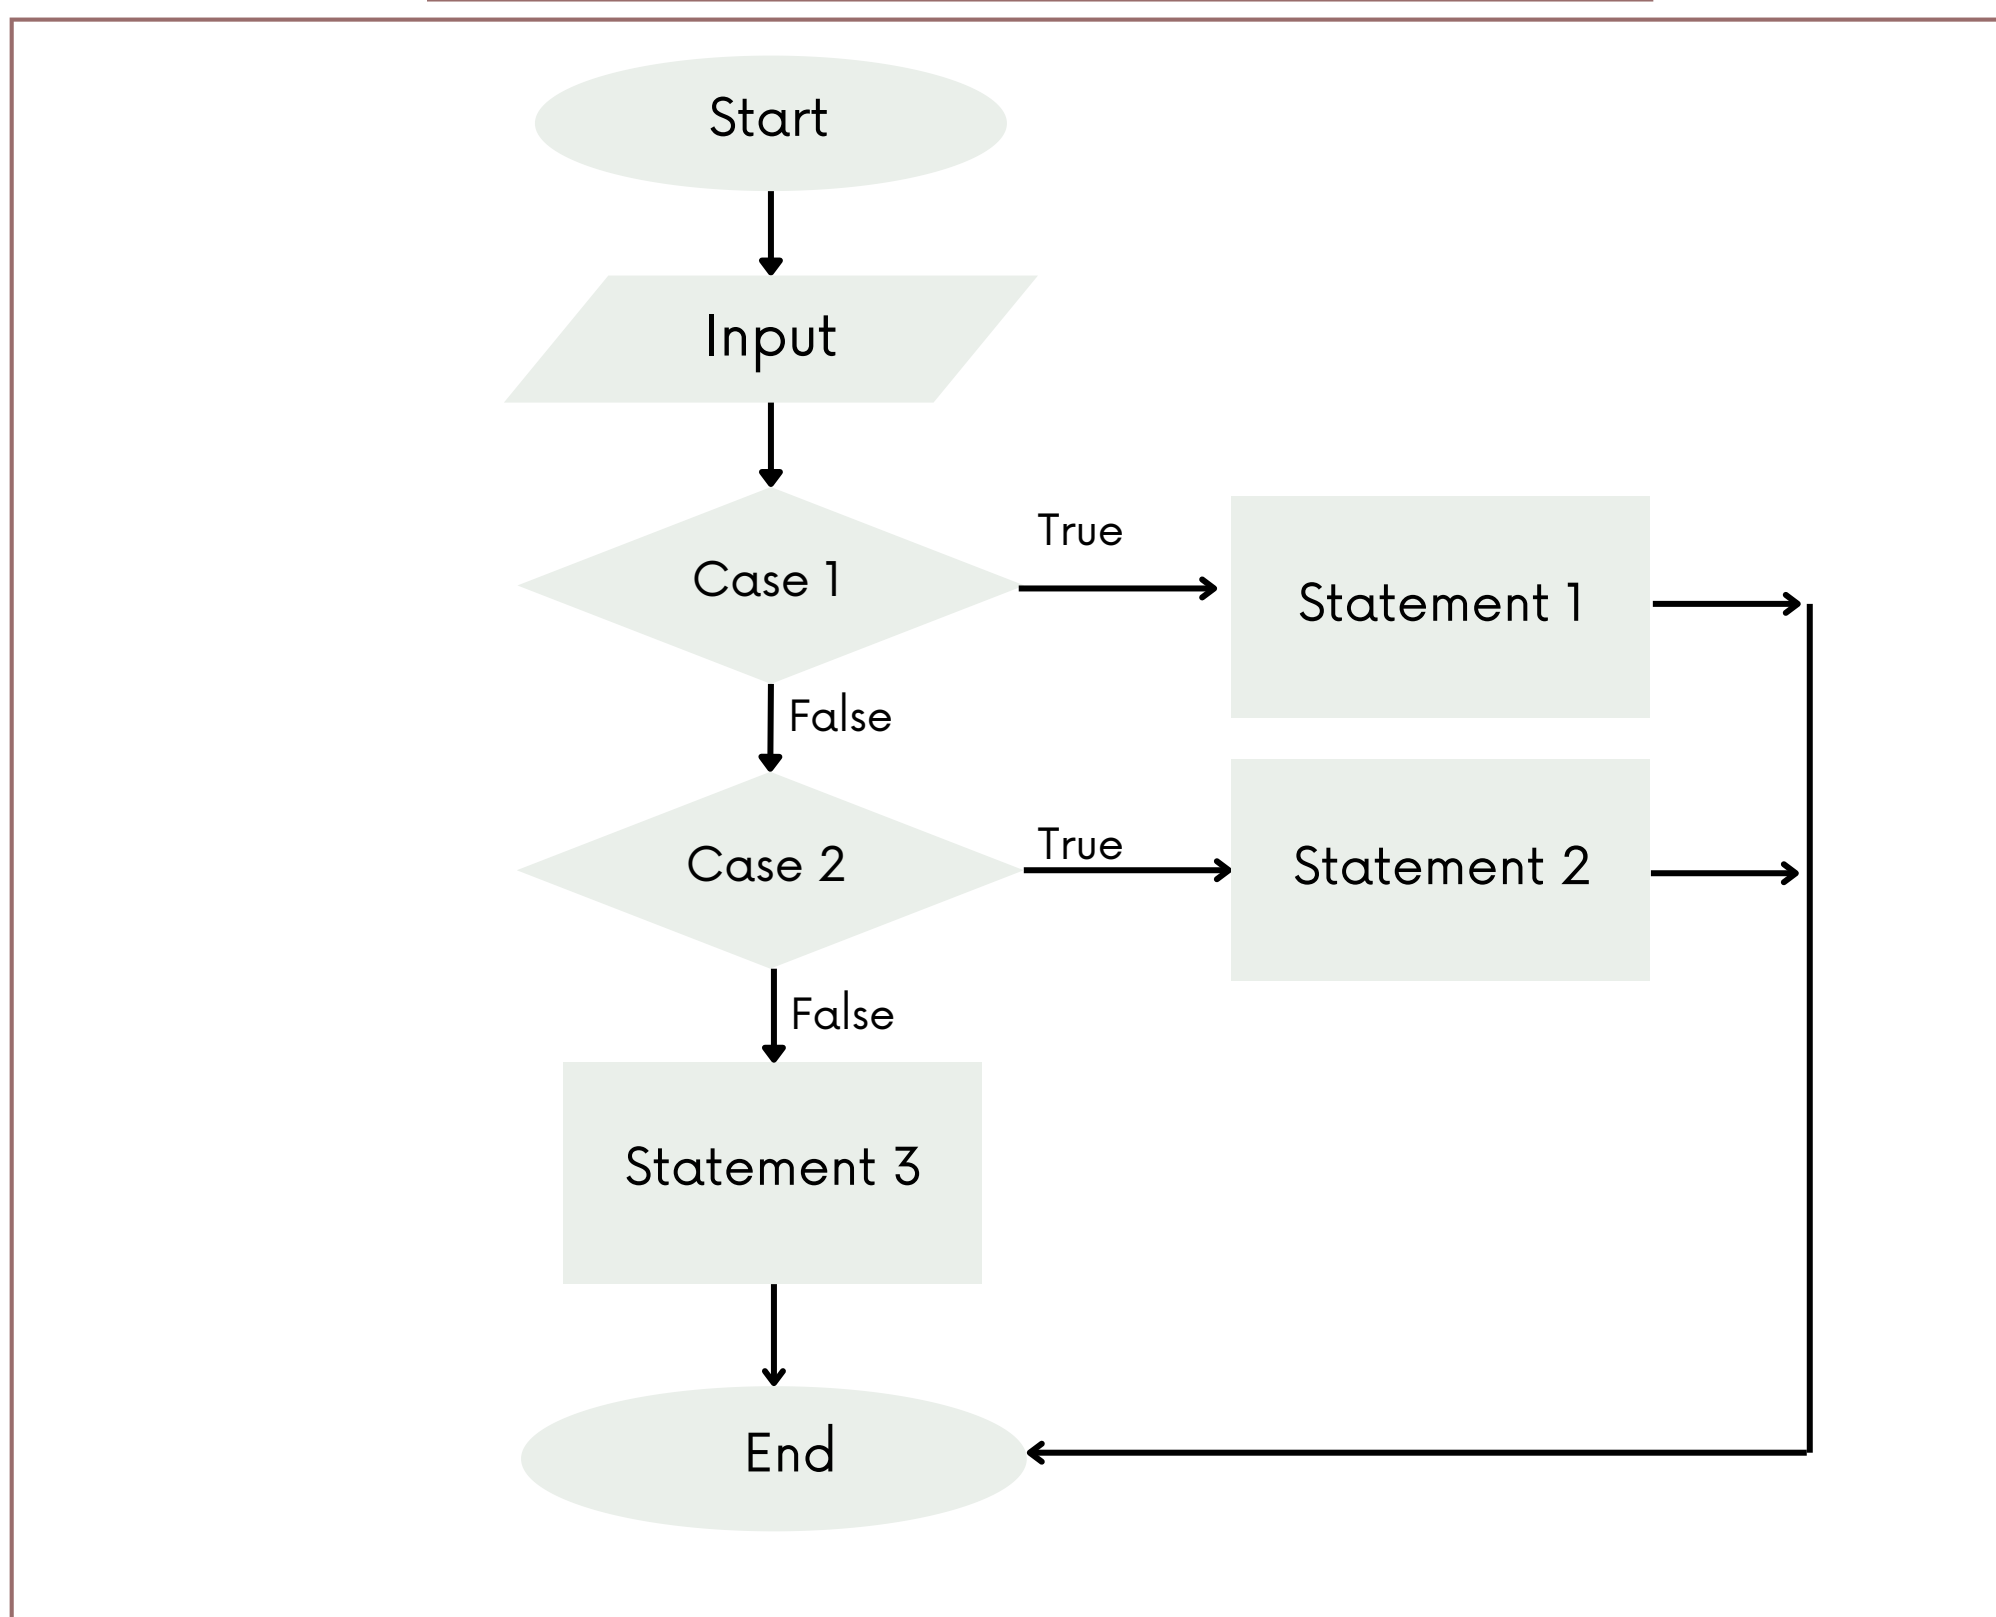 Start
Input
Case 1
True
Statement 1
False
Case 2
True
Statement 2
False
Statement 3
End